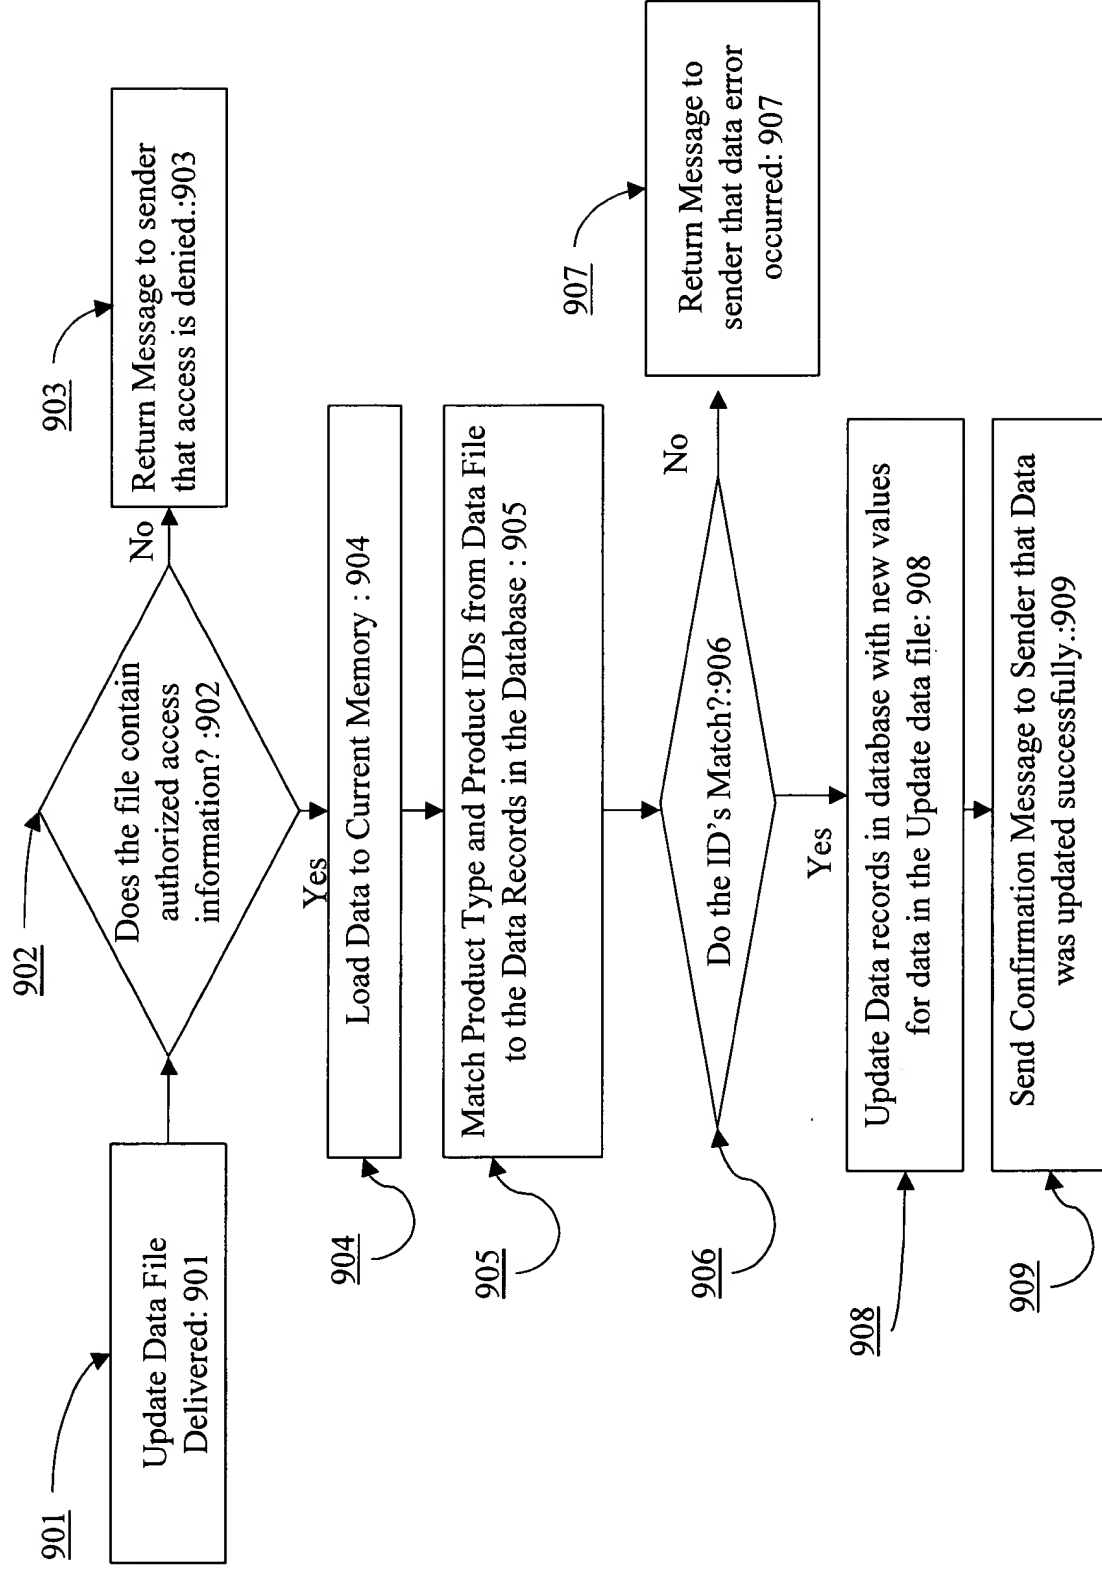 901
Update Data File
Delivered: 901
902
Does the file contain
authorized access
information? :902
No
903
Return Message to sender
that access is denied.:903
Yes
904
Load Data to Current Memory : 904
905
Match Product Type and Product IDs from Data File
to the Data Records in the Database : 905
906
Do the ID's Match?:906
No
907
Return Message to
sender that data error
occurred: 907
Yes
908
Update Data records in database with new values
for data in the Update data file: 908
909
Send Confirmation Message to Sender that Data
was updated successfully.:909